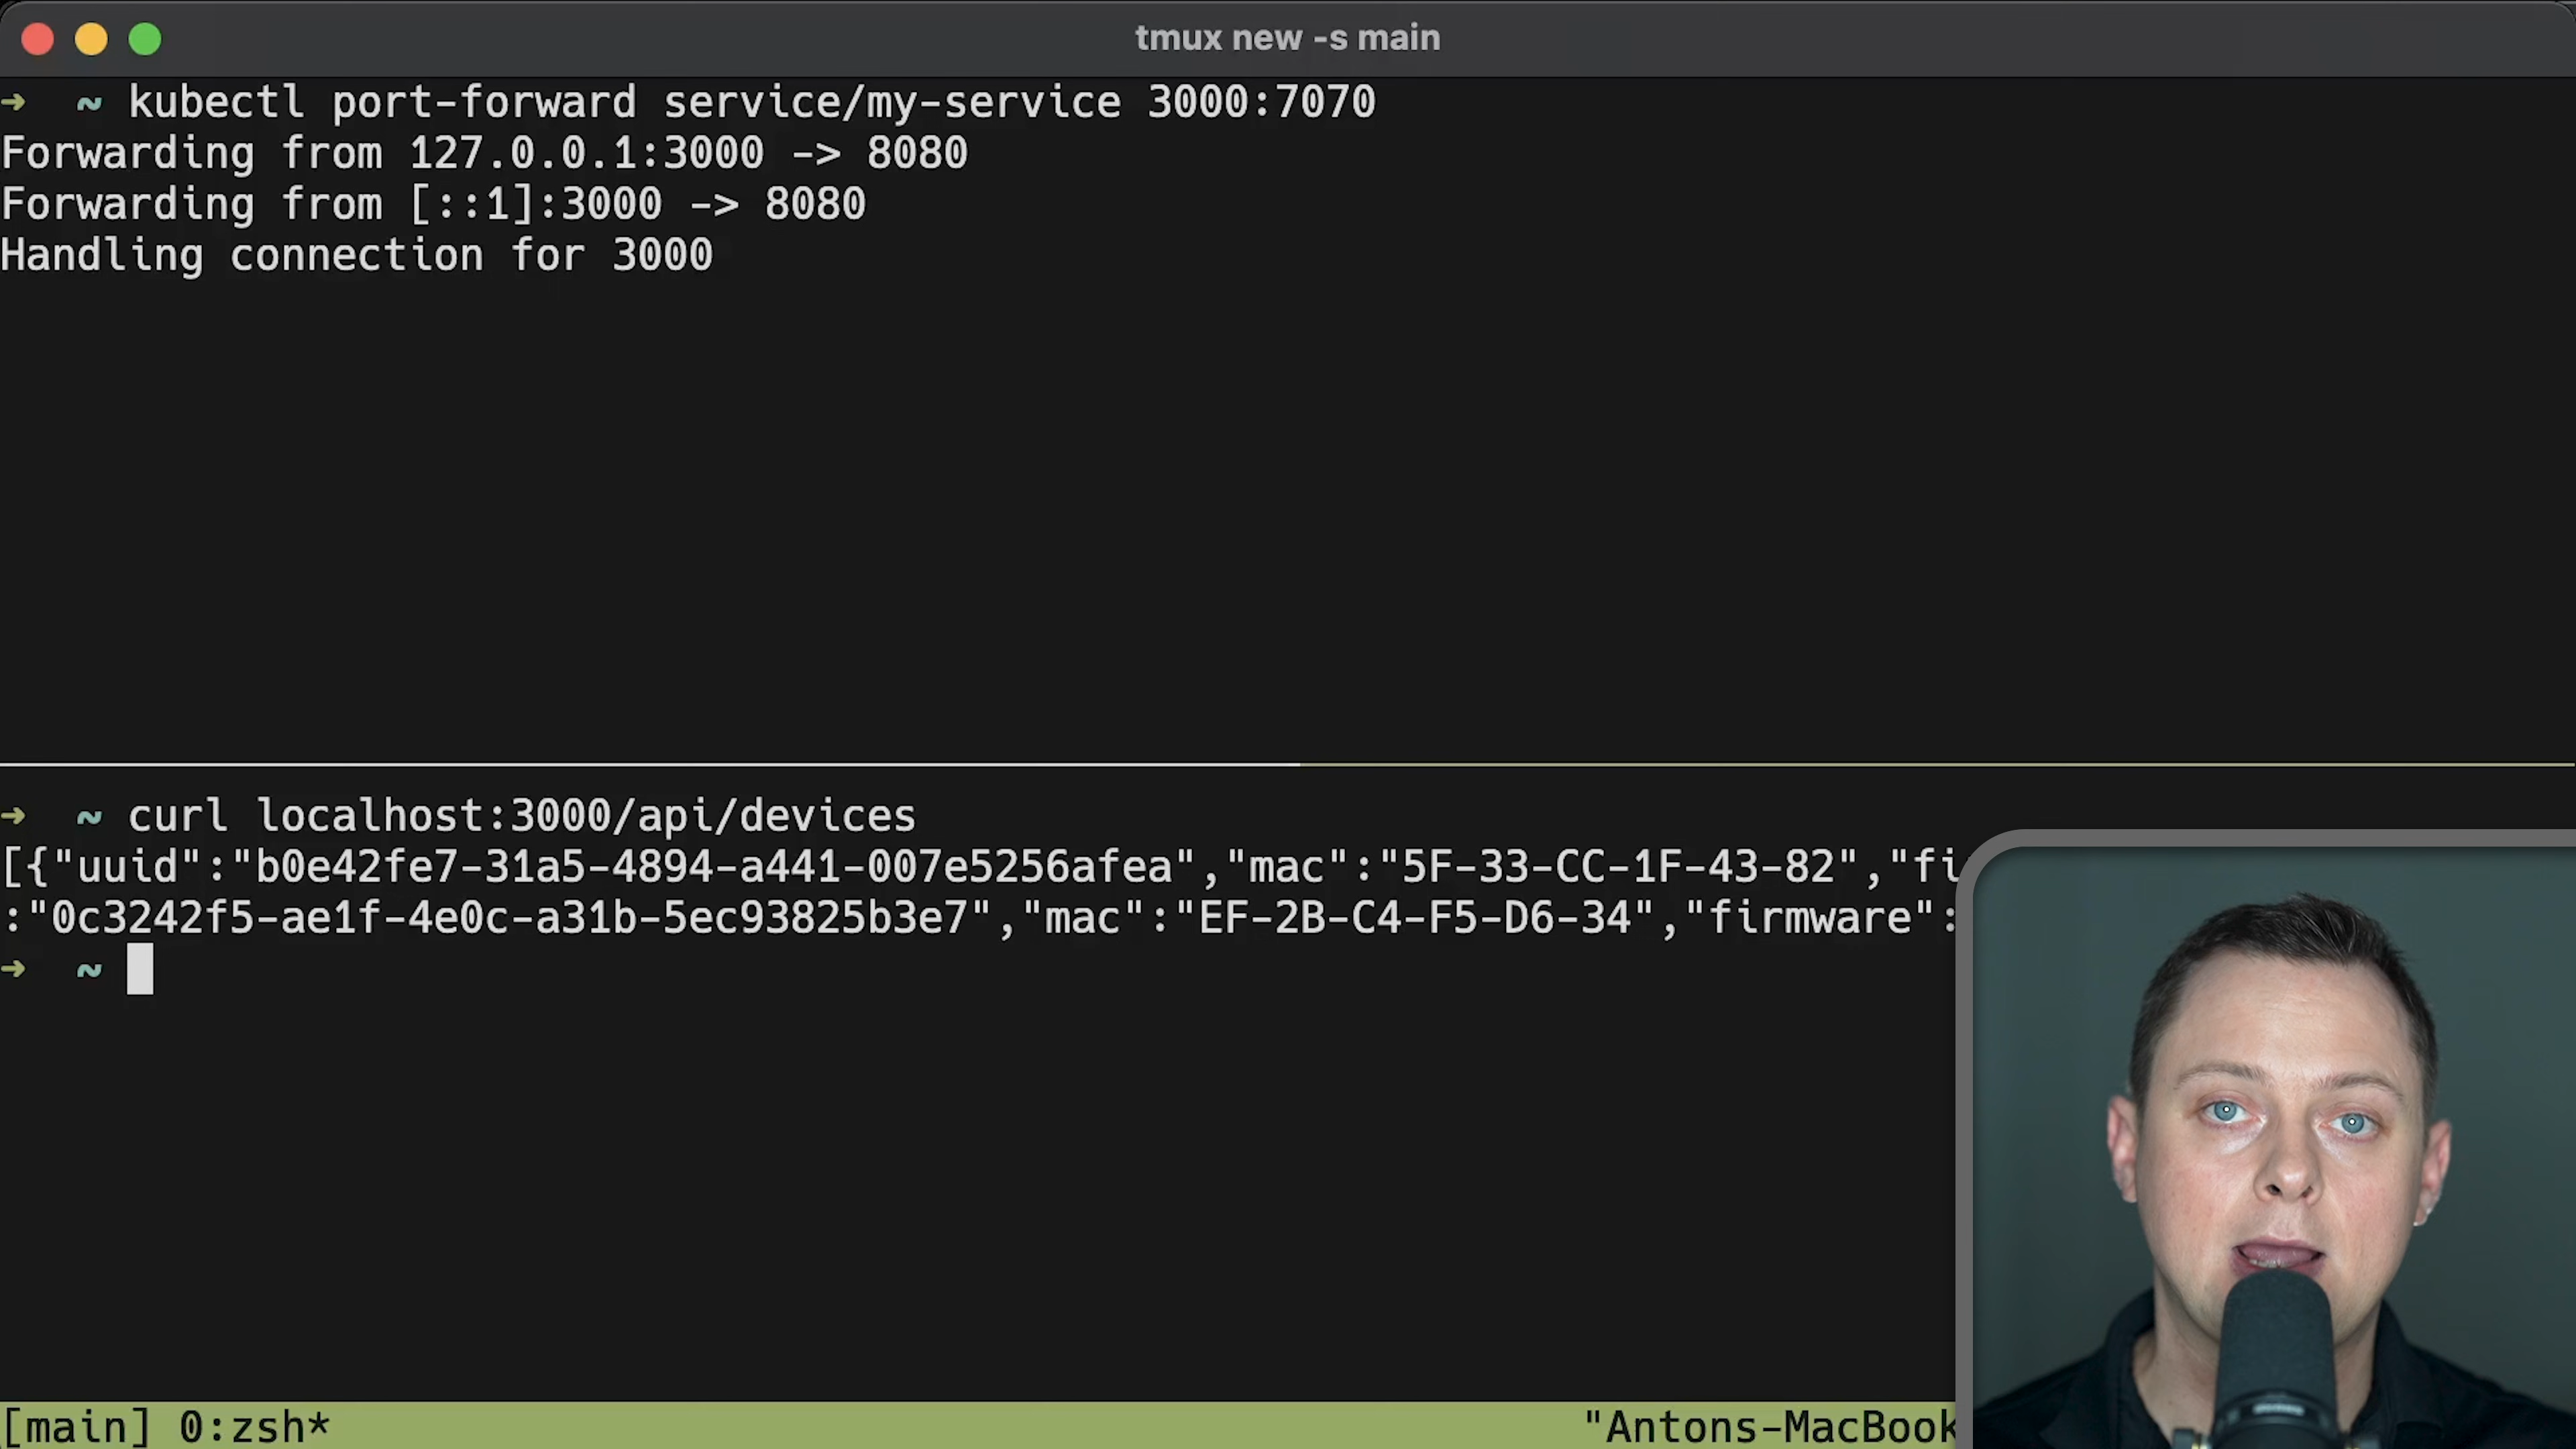 tmux new -s main
→ ~ kubectl port-forward service/my-service 3000:7070
Forwarding from 127.0.0.1:3000 -> 8080
Forwarding from [::1]:3000 -> 8080
Handling connection for 3000
→ ~ curl localhost:3000/api/devices
[{"uuid":"b0e42fe7-31a5-4894-a441-007e5256afea","mac":"5F-33-CC-1F-43-82","fi
:"0c3242f5-ae1f-4e0c-a31b-5ec93825b3e7","mac":"EF-2B-C4-F5-D6-34","firmware":
→ ~
[main] 0:zsh* "Antons-MacBook